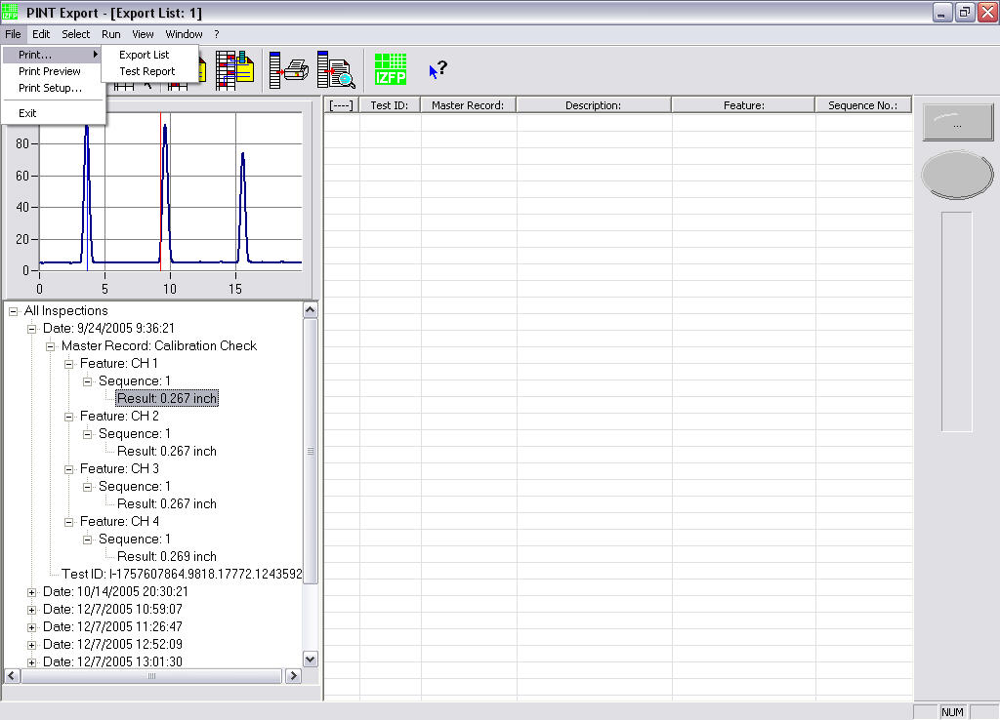 PINT Export - [Export List: 1]
File Edit Select Run View Window ?
Print... Export List
Print Preview Test Report
Print Setup...
Exit
IZFP
?
80
60
40
20
0
0 5 10 15
[----] Test ID: Master Record: Description: Feature: Sequence No.:
...
All Inspections
Date: 9/24/2005 9:36:21
Master Record: Calibration Check
Feature: CH 1
Sequence: 1
Result: 0.267 inch
Feature: CH 2
Sequence: 1
Result: 0.267 inch
Feature: CH 3
Sequence: 1
Result: 0.267 inch
Feature: CH 4
Sequence: 1
Result: 0.269 inch
Test ID: I-1757607864.9818.17772.1243592
Date: 10/14/2005 20:30:21
Date: 12/7/2005 10:59:07
Date: 12/7/2005 11:26:47
Date: 12/7/2005 12:52:09
Date: 12/7/2005 13:01:30
NUM